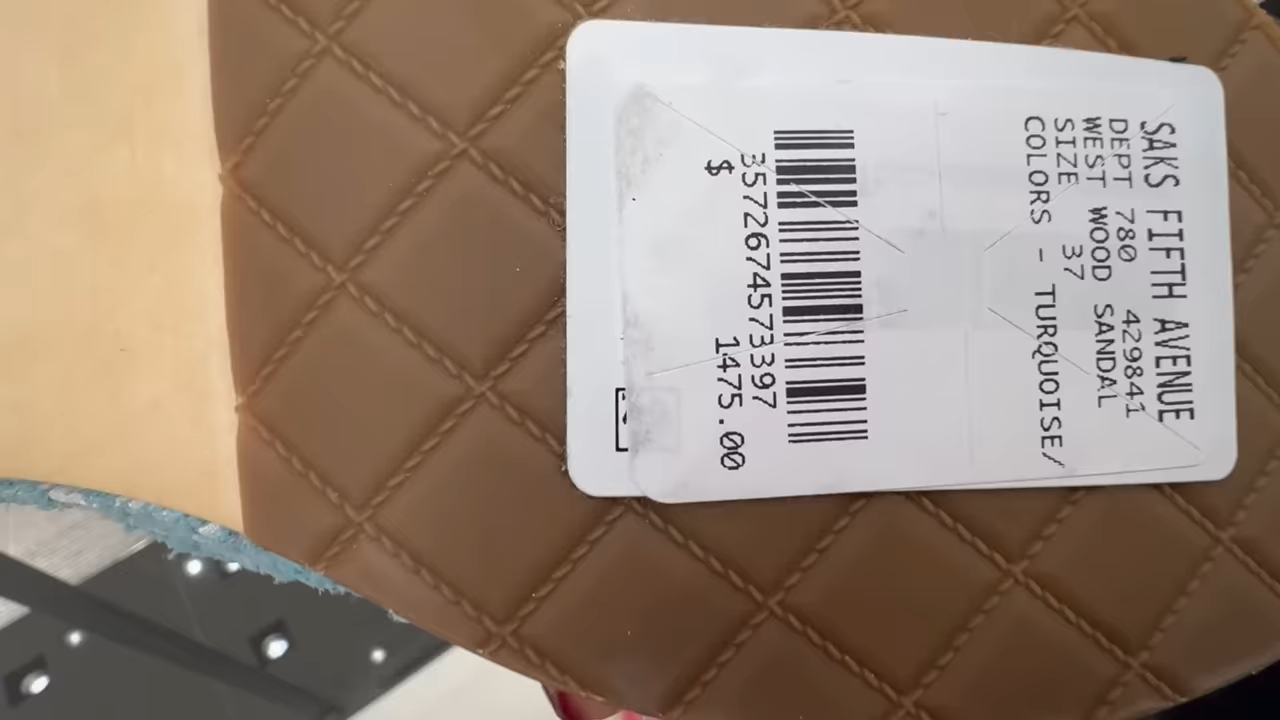 SAKS FIFTH AVENUE
DEPT 780 429841
WEST WOOD SANDAL
SIZE 37
COLORS - TURQUOISE/
3572674573397
$ 1475.00